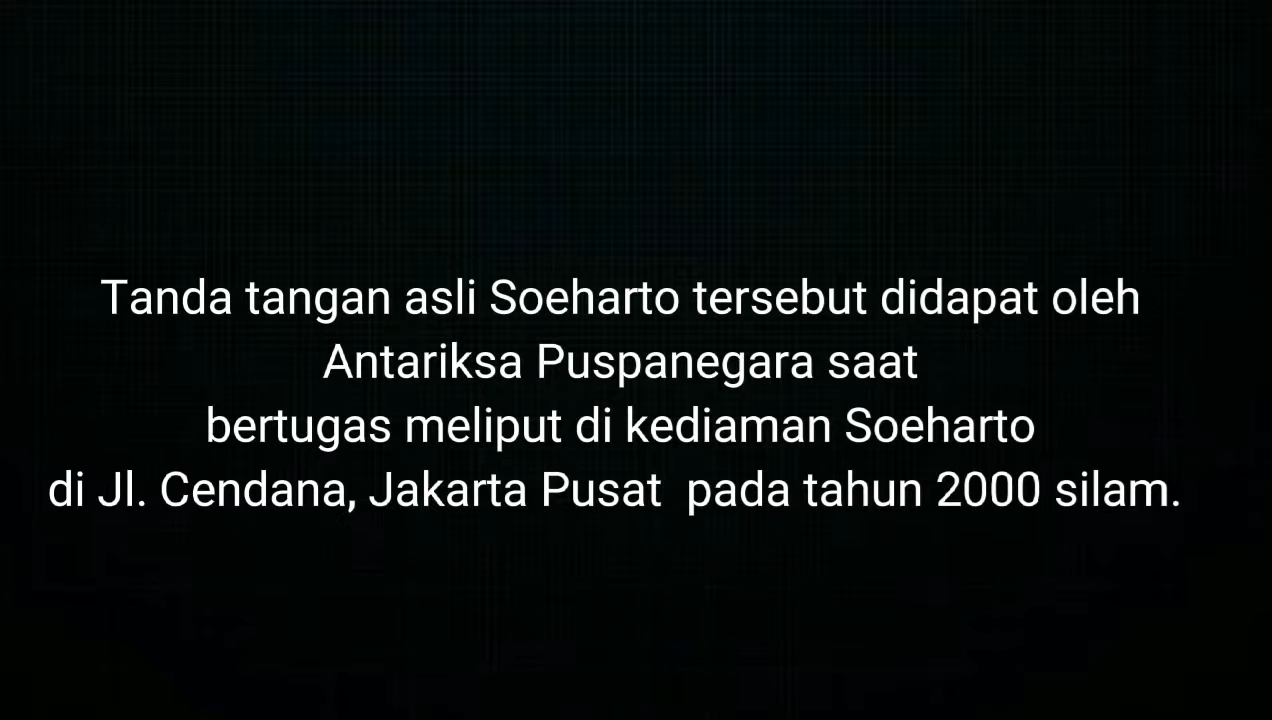 Tanda tangan asli Soeharto tersebut didapat oleh
Antariksa Puspanegara saat
bertugas meliput di kediaman Soeharto
di Jl. Cendana, Jakarta Pusat  pada tahun 2000 silam.